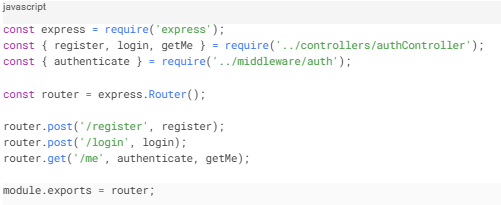 javascript
const express = require('express');
const { register, login, getMe } = require('../controllers/authController');
const { authenticate } = require('../middleware/auth');
const router = express.Router();
router.post('/register', register);
router.post('/login', login);
router.get('/me', authenticate, getMe);
module.exports = router;